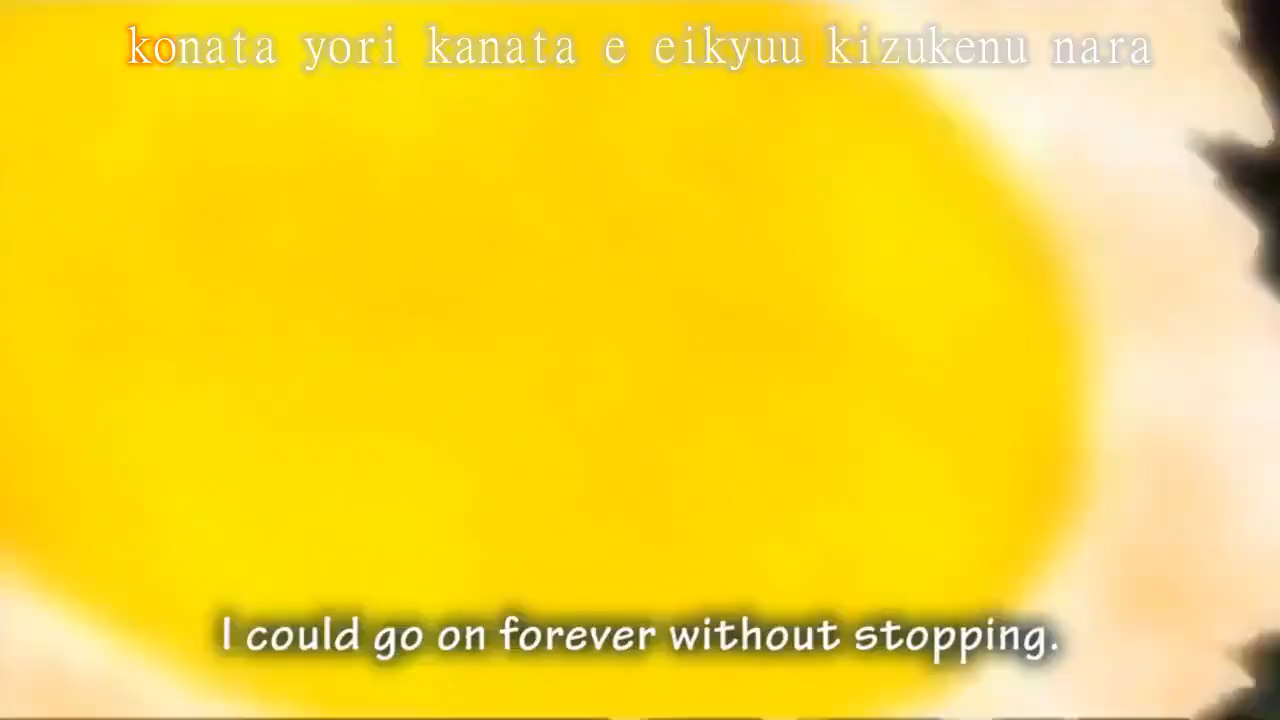 konata yori kanata e eikyuu kizukenu nara
I could go on forever without stopping.